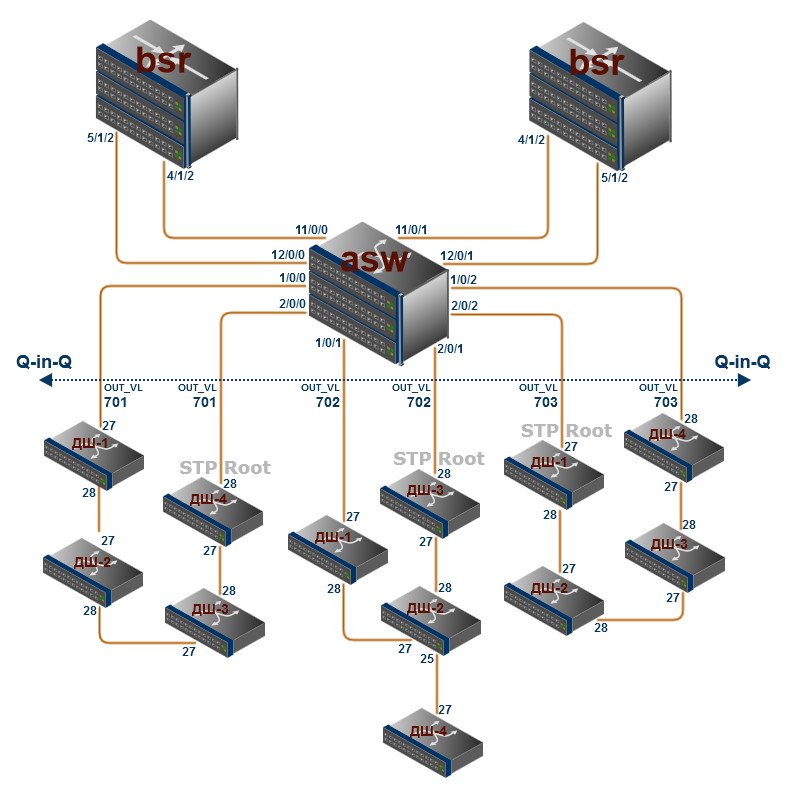 bsr
bsr
5/1/2
4/1/2
4/1/2
5/1/2
11/0/0
11/0/1
asw
12/0/0
12/0/1
1/0/0
1/0/2
2/0/0
2/0/2
1/0/1
2/0/1
Q-in-Q
Q-in-Q
OUT_VL
701
OUT_VL
701
OUT_VL
702
OUT_VL
702
OUT_VL
703
OUT_VL
703
27
ДШ-1
28
STP Root
28
ДШ-4
27
27
ДШ-2
28
28
ДШ-3
27
27
ДШ-1
28
STP Root
28
ДШ-3
27
28
ДШ-2
27
25
27
ДШ-4
STP Root
27
ДШ-1
28
27
ДШ-2
28
28
ДШ-4
27
28
ДШ-3
27